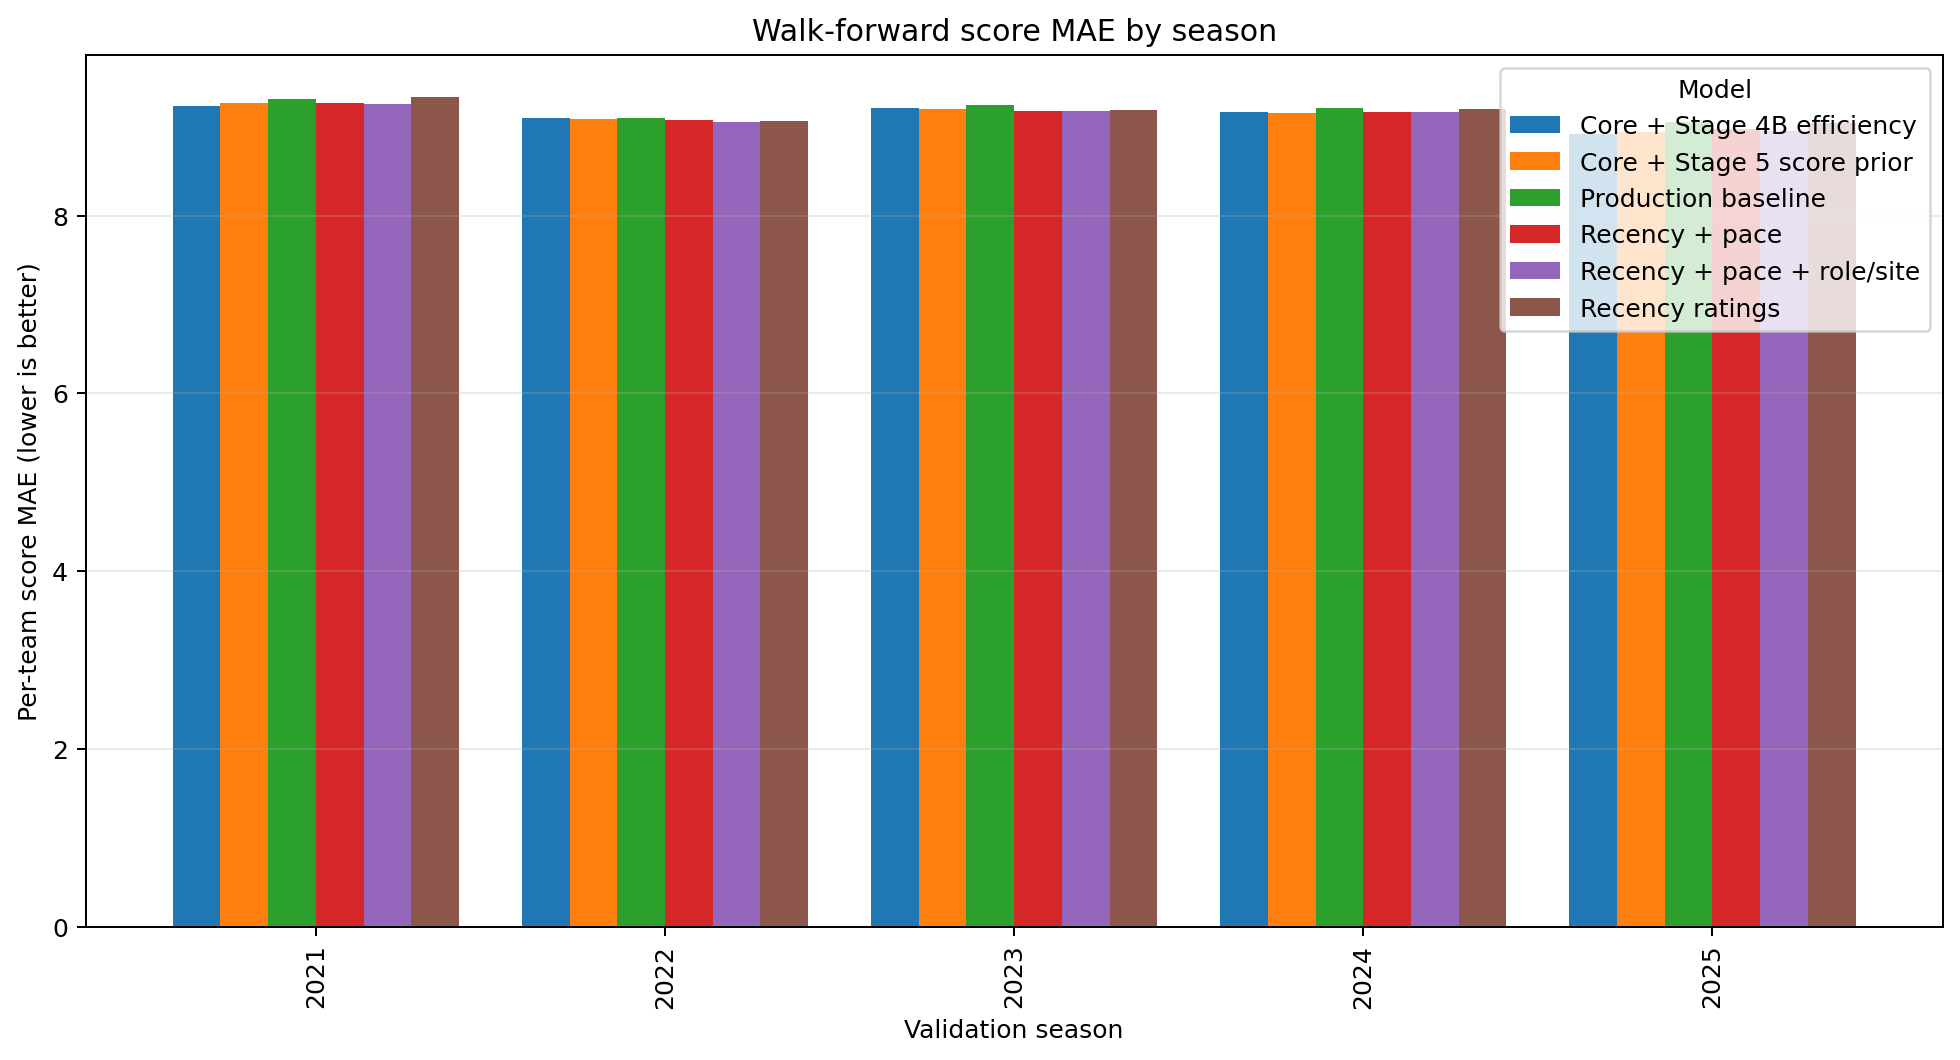 Walk-forward score MAE by season
Per-team score MAE (lower is better)
8
6
4
2
0
Model
Core + Stage 4B efficiency
Core + Stage 5 score prior
Production baseline
Recency + pace
Recency + pace + role/site
Recency ratings
2021
2022
2023
2024
2025
Validation season